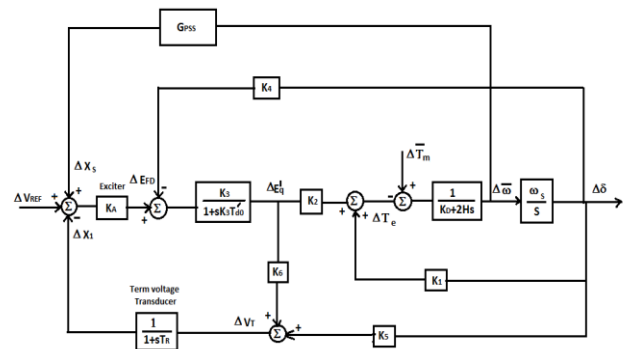 GPSS
K4
ΔT̅m
ΔXs
Exciter
ΔEFD
ΔE'q
Δω̅
Δδ
ΔVREF
+
+
Σ
−
KA
−
+
Σ
K3
1+sK3T'do
K2
+
Σ
+
ΔTe
−
+
Σ
1
KD+2Hs
ωs
S
ΔX1
K6
K1
Term voltage
Transducer
1
1+sTR
ΔVT
+
Σ
+
K5